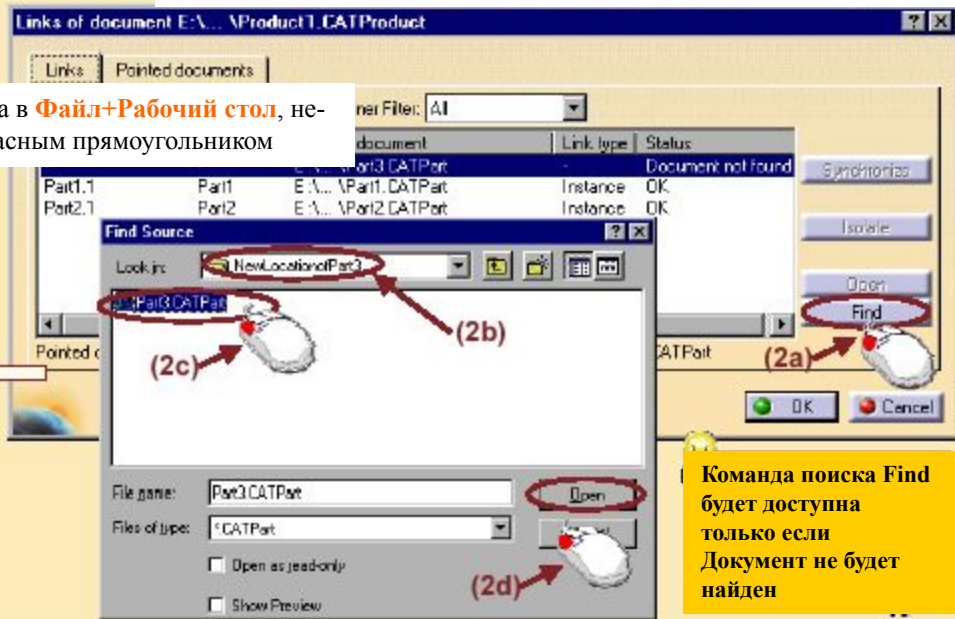 Links of document E:\... \Product1.CATProduct
Links Pointed documents
а в Файл+Рабочий стол, не-
асным прямоугольником
ner Filter: All
document Link type Status
E:\... \Part3.CATPart - Document not found
Part1.1 Part1 E:\... \Part1.CATPart Instance OK
Part2.1 Part2 E:\... \Part2.CATPart Instance OK
Synchronize
Isolate
Open
Find
Find Source
Look in: NewLocationofPart3
Part3.CATPart
(2b)
(2c)
Pointed
CATPart
(2a)
OK Cancel
File name: Part3.CATPart Open
Files of type: *.CATPart
Open as read-only
(2d)
Show Preview
Команда поиска Find
будет доступна
только если
Документ не будет
найден